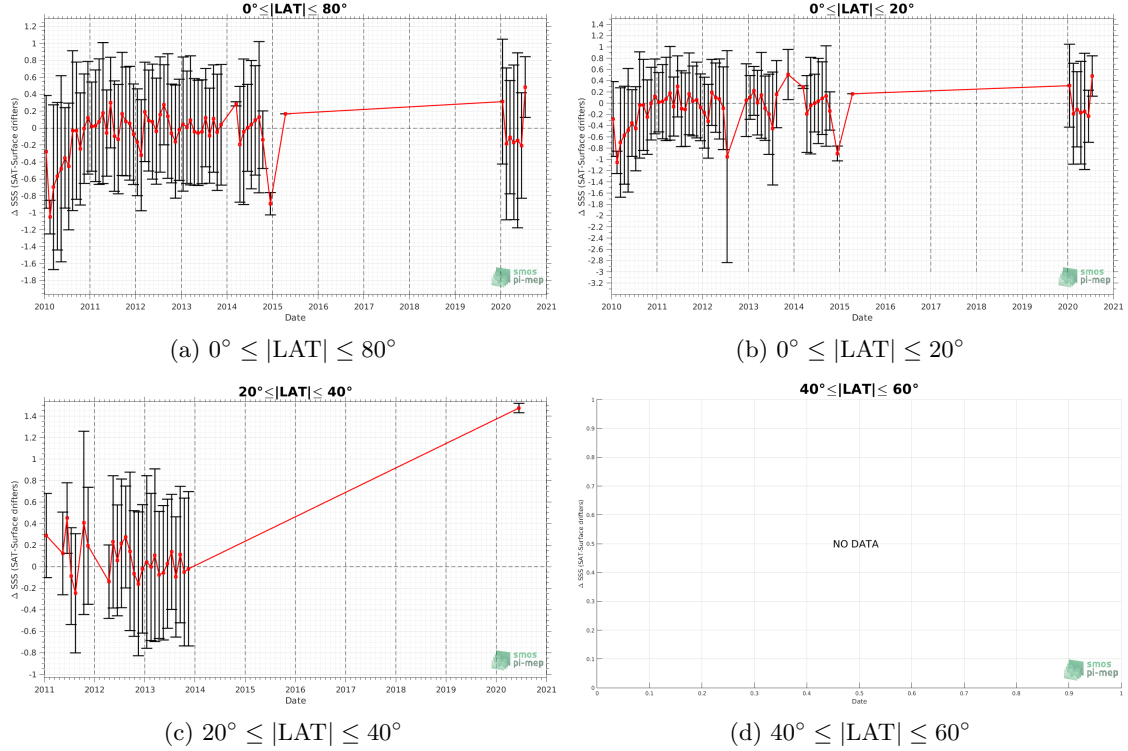 0°≤|LAT|≤ 80°
1.2
1
0.8
0.6
0.4
0.2
0
-0.2
-0.4
-0.6
-0.8
-1
-1.2
-1.4
-1.6
-1.8
Δ SSS (SAT-Surface drifters)
2010 2011 2012 2013 2014 2015 2016 2017 2018 2019 2020 2021
Date
smos
pi-mep
(a) 0° ≤ |LAT| ≤ 80°
0°≤|LAT|≤ 20°
1.5
1.2
1
0.8
0.6
0.4
0.2
0
-0.2
-0.4
-0.6
-0.8
-1
-1.2
-1.4
-1.6
-1.8
-2
-2.2
-2.4
-2.6
-2.8
-3
-3.2
Δ SSS (SAT-Surface drifters)
2010 2011 2012 2013 2014 2015 2016 2017 2018 2019 2020 2021
Date
smos
pi-mep
(b) 0° ≤ |LAT| ≤ 20°
20°≤|LAT|≤ 40°
1.4
1.2
1
0.8
0.6
0.4
0.2
0
-0.2
-0.4
-0.6
-0.8
-1
Δ SSS (SAT-Surface drifters)
2011 2012 2013 2014 2015 2016 2017 2018 2019 2020 2021
Date
smos
pi-mep
(c) 20° ≤ |LAT| ≤ 40°
40°≤|LAT|≤ 60°
1
0.9
0.8
0.7
0.6
0.5
0.4
0.3
0.2
0.1
0
Δ SSS (SAT-Surface drifters)
NO DATA
0 0.1 0.2 0.3 0.4 0.5 0.6 0.7 0.8 0.9 1
Date
smos
pi-mep
(d) 40° ≤ |LAT| ≤ 60°